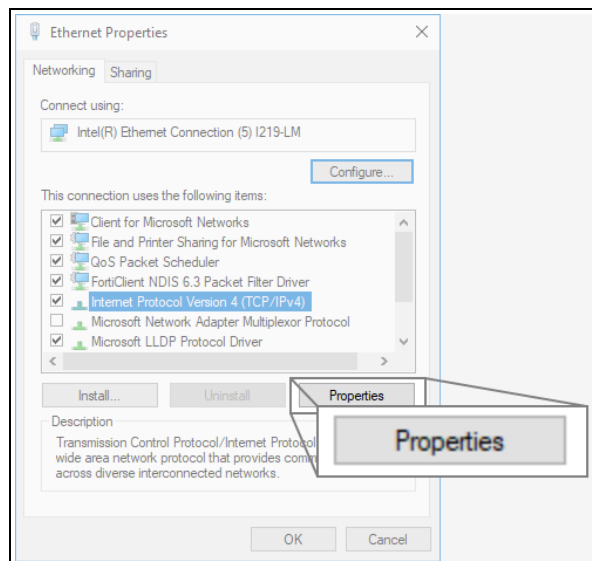 Ethernet Properties
Networking Sharing
Connect using:
Intel(R) Ethernet Connection (5) I219-LM
Configure...
This connection uses the following items:
Client for Microsoft Networks
File and Printer Sharing for Microsoft Networks
QoS Packet Scheduler
FortiClient NDIS 6.3 Packet Filter Driver
Internet Protocol Version 4 (TCP/IPv4)
Microsoft Network Adapter Multiplexor Protocol
Microsoft LLDP Protocol Driver
Install... Uninstall Properties
Properties
Description
Transmission Control Protocol/Internet Protocol
wide area network protocol that provides
across diverse interconnected networks.
OK Cancel